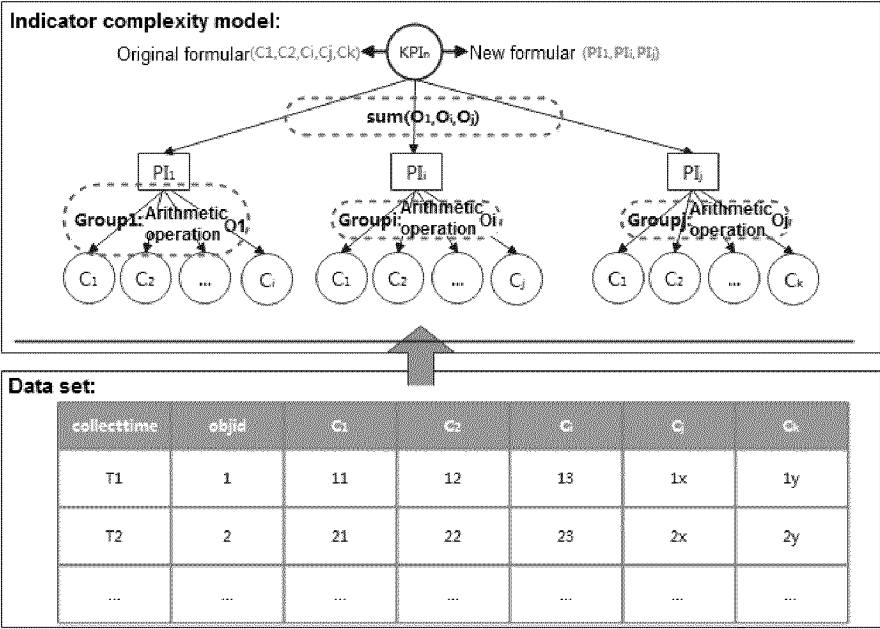 Indicator complexity model:
Original formular(C1,C2,Ci,Cj,Ck) KPIn New formular (PI1,PIi,PIj)
sum(O1,Oi,Oj)
PI1 PIi PIj
Group1: Arithmetic operation O1 Groupi: Arithmetic operation Oi Groupj: Arithmetic operation Oj
C1 C2 ... Ci C1 C2 ... Cj C1 C2 ... Ck
Data set:
collecttime objid C1 C2 Ci Cj Ck
T1 1 11 12 13 1x 1y
T2 2 21 22 23 2x 2y
... ... ... ... ... ... ...